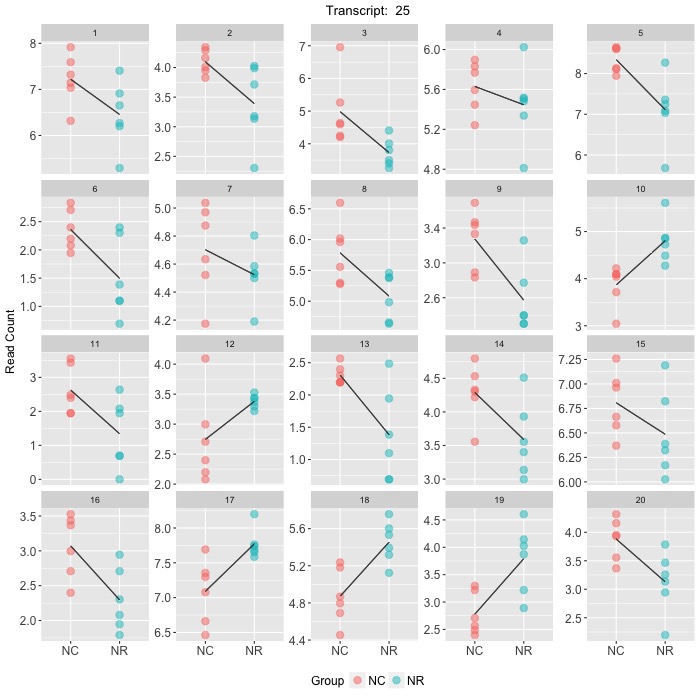 Transcript: 25
1 2 3 4 5
8 7 6
4.0 3.5 3.0 2.5
7 6 5 4
6.0 5.6 5.2 4.8
8 7 6
6 7 8 9 10
2.5 2.0 1.5 1.0
5.0 4.8 4.6 4.4 4.2
6.5 6.0 5.5 5.0
3.4 3.0 2.6
5 4 3
Read Count
11 12 13 14 15
3 2 1 0
4.0 3.5 3.0 2.5 2.0
2.5 2.0 1.5 1.0
4.5 4.0 3.5 3.0
7.25 7.00 6.75 6.50 6.25 6.00
16 17 18 19 20
3.5 3.0 2.5 2.0
8.0 7.5 7.0 6.5
5.6 5.2 4.8 4.4
4.5 4.0 3.5 3.0 2.5
4.0 3.5 3.0 2.5
NC NR NC NR NC NR NC NR NC NR
Group NC NR